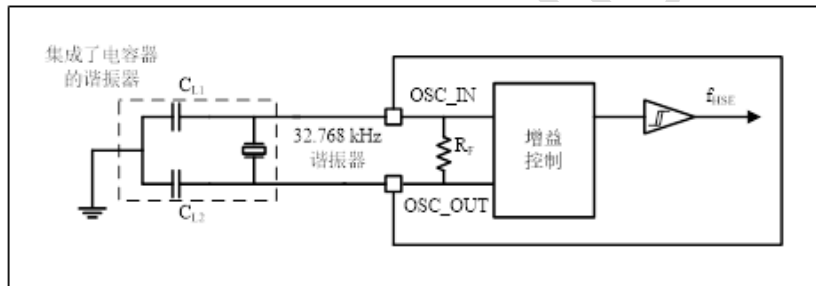 集成了电容器
的谐振器
C_L1
OSC_IN
f_HSE
32.768 kHz
谐振器
R_F
增益
控制
OSC_OUT
C_L2